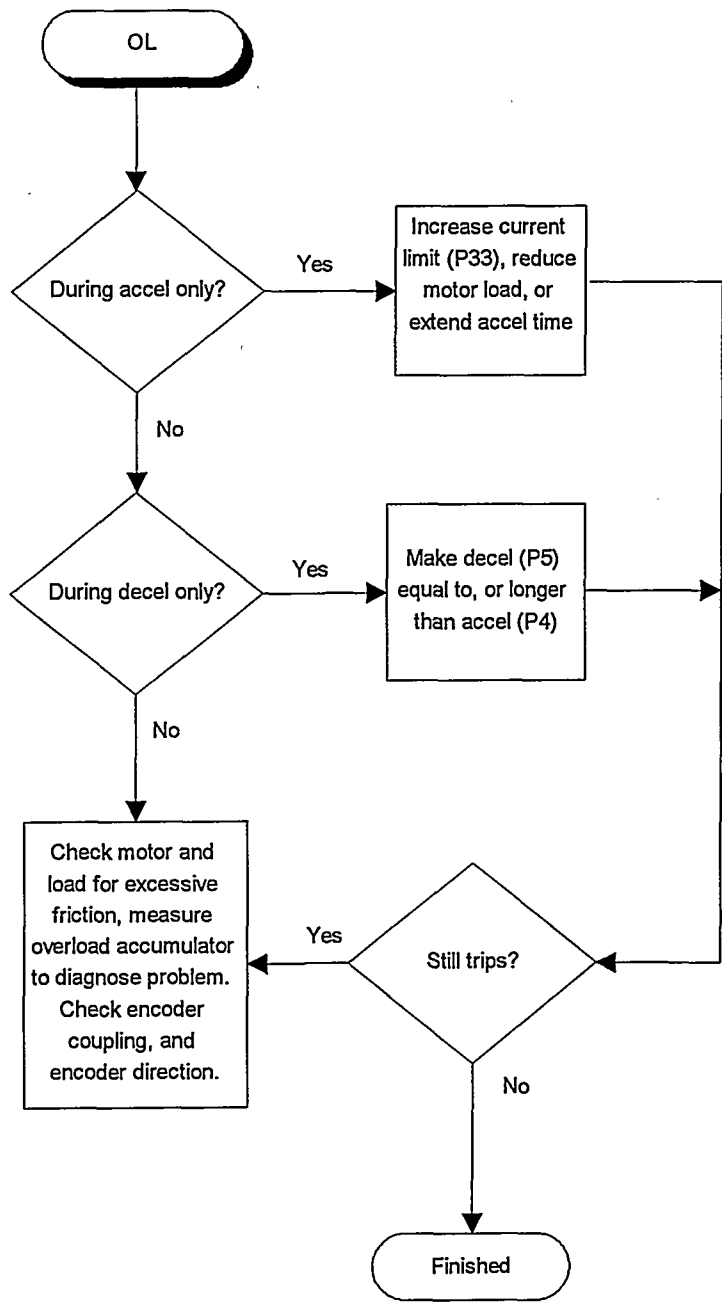 OL
During accel only?
Yes
Increase current
limit (P33), reduce
motor load, or
extend accel time
No
During decel only?
Yes
Make decel (P5)
equal to, or longer
than accel (P4)
No
Check motor and
load for excessive
friction, measure
overload accumulator
to diagnose problem.
Check encoder
coupling, and
encoder direction.
Yes
Still trips?
No
Finished